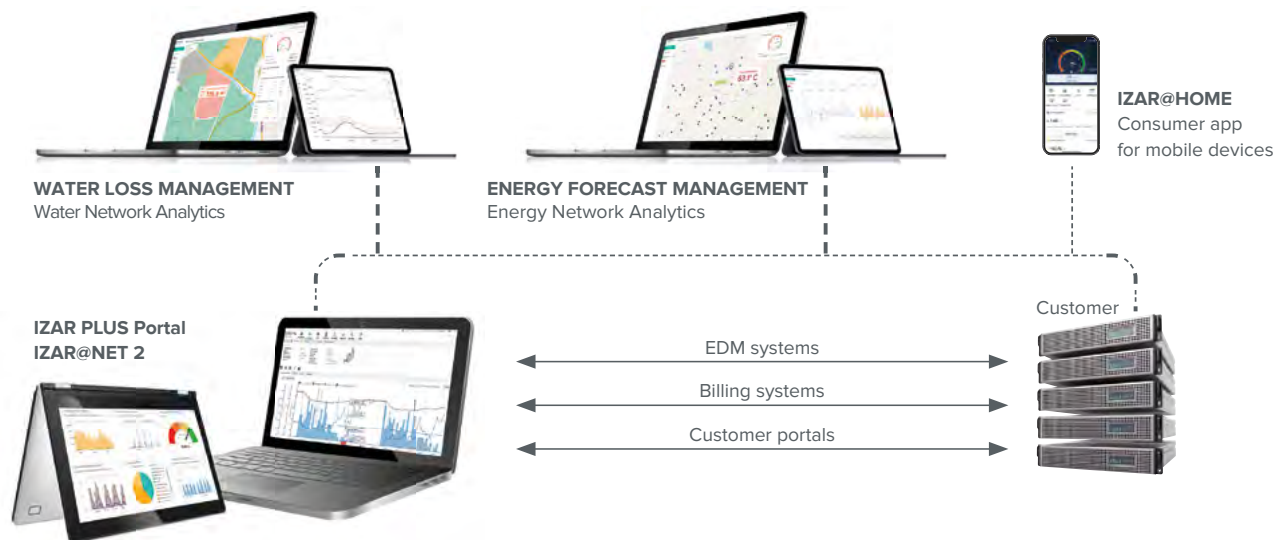 IZAR@HOME
Consumer app
for mobile devices
WATER LOSS MANAGEMENT
Water Network Analytics
ENERGY FORECAST MANAGEMENT
Energy Network Analytics
IZAR PLUS Portal
IZAR@NET 2
Customer
EDM systems
Billing systems
Customer portals